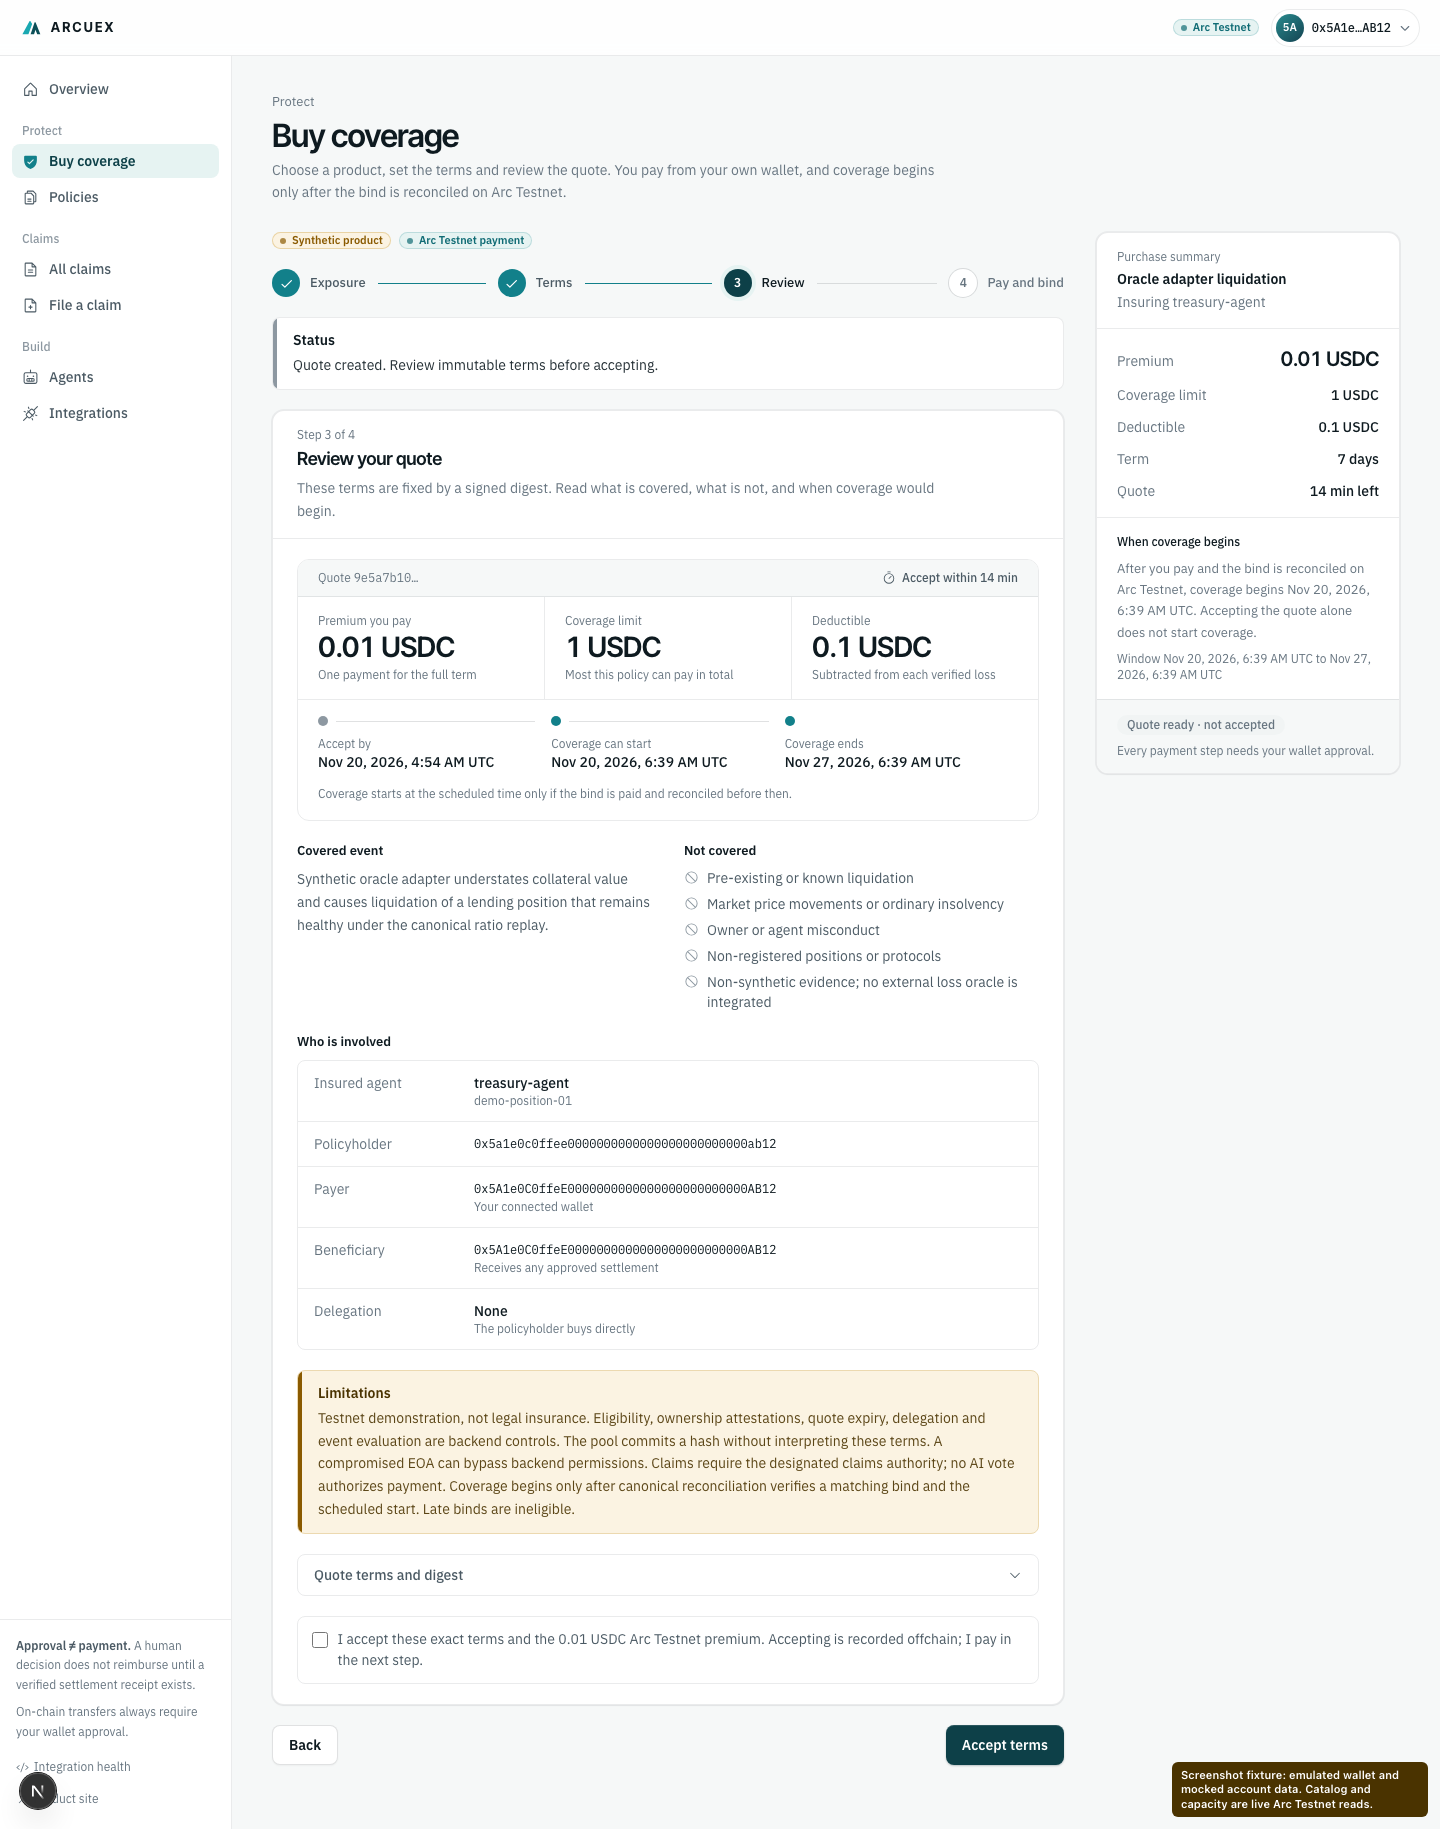 ARCUEX
Arc Testnet
5A
0x5A1e…AB12
Overview
Protect
Buy coverage
Policies
Claims
All claims
File a claim
Build
Agents
Integrations
Approval ≠ payment. A human
decision does not reimburse until a
verified settlement receipt exists.
On-chain transfers always require
your wallet approval.
Integration health
duct site
N
Protect
Buy coverage
Choose a product, set the terms and review the quote. You pay from your own wallet, and coverage begins
only after the bind is reconciled on Arc Testnet.
Synthetic product
Arc Testnet payment
Exposure
Terms
3 Review
4 Pay and bind
Status
Quote created. Review immutable terms before accepting.
Step 3 of 4
Review your quote
These terms are fixed by a signed digest. Read what is covered, what is not, and when coverage would
begin.
Quote 9e5a7b10…
Accept within 14 min
Premium you pay
0.01 USDC
One payment for the full term
Coverage limit
1 USDC
Most this policy can pay in total
Deductible
0.1 USDC
Subtracted from each verified loss
Accept by
Nov 20, 2026, 4:54 AM UTC
Coverage can start
Nov 20, 2026, 6:39 AM UTC
Coverage ends
Nov 27, 2026, 6:39 AM UTC
Coverage starts at the scheduled time only if the bind is paid and reconciled before then.
Covered event
Synthetic oracle adapter understates collateral value
and causes liquidation of a lending position that remains
healthy under the canonical ratio replay.
Not covered
Pre-existing or known liquidation
Market price movements or ordinary insolvency
Owner or agent misconduct
Non-registered positions or protocols
Non-synthetic evidence; no external loss oracle is
integrated
Who is involved
Insured agent
treasury-agent
demo-position-01
Policyholder
0x5a1e0c0ffee0000000000000000000000000ab12
Payer
0x5A1e0C0ffeE0000000000000000000000000AB12
Your connected wallet
Beneficiary
0x5A1e0C0ffeE0000000000000000000000000AB12
Receives any approved settlement
Delegation
None
The policyholder buys directly
Limitations
Testnet demonstration, not legal insurance. Eligibility, ownership attestations, quote expiry, delegation and
event evaluation are backend controls. The pool commits a hash without interpreting these terms. A
compromised EOA can bypass backend permissions. Claims require the designated claims authority; no AI vote
authorizes payment. Coverage begins only after canonical reconciliation verifies a matching bind and the
scheduled start. Late binds are ineligible.
Quote terms and digest
I accept these exact terms and the 0.01 USDC Arc Testnet premium. Accepting is recorded offchain; I pay in
the next step.
Back
Accept terms
Purchase summary
Oracle adapter liquidation
Insuring treasury-agent
Premium 0.01 USDC
Coverage limit 1 USDC
Deductible 0.1 USDC
Term 7 days
Quote 14 min left
When coverage begins
After you pay and the bind is reconciled on
Arc Testnet, coverage begins Nov 20, 2026,
6:39 AM UTC. Accepting the quote alone
does not start coverage.
Window Nov 20, 2026, 6:39 AM UTC to Nov 27,
2026, 6:39 AM UTC
Quote ready · not accepted
Every payment step needs your wallet approval.
Screenshot fixture: emulated wallet and
mocked account data. Catalog and
capacity are live Arc Testnet reads.